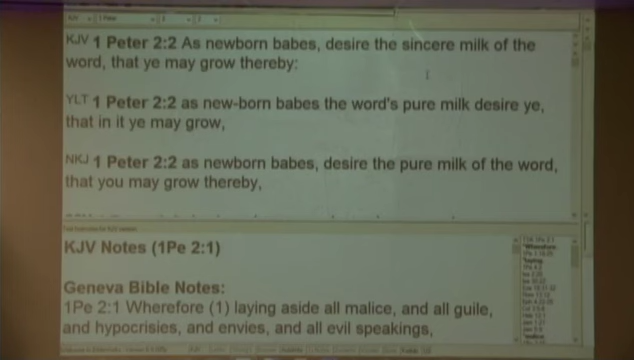 KJV 1 Peter 2:2 As newborn babes, desire the sincere milk of the
word, that ye may grow thereby:
YLT 1 Peter 2:2 as new-born babes the word's pure milk desire ye,
that in it ye may grow,
NKJ 1 Peter 2:2 as newborn babes, desire the pure milk of the word,
that you may grow thereby,
KJV Notes (1Pe 2:1)
Geneva Bible Notes:
1Pe 2:1 Wherefore (1) laying aside all malice, and all guile,
and hypocrisies, and envies, and all evil speakings,